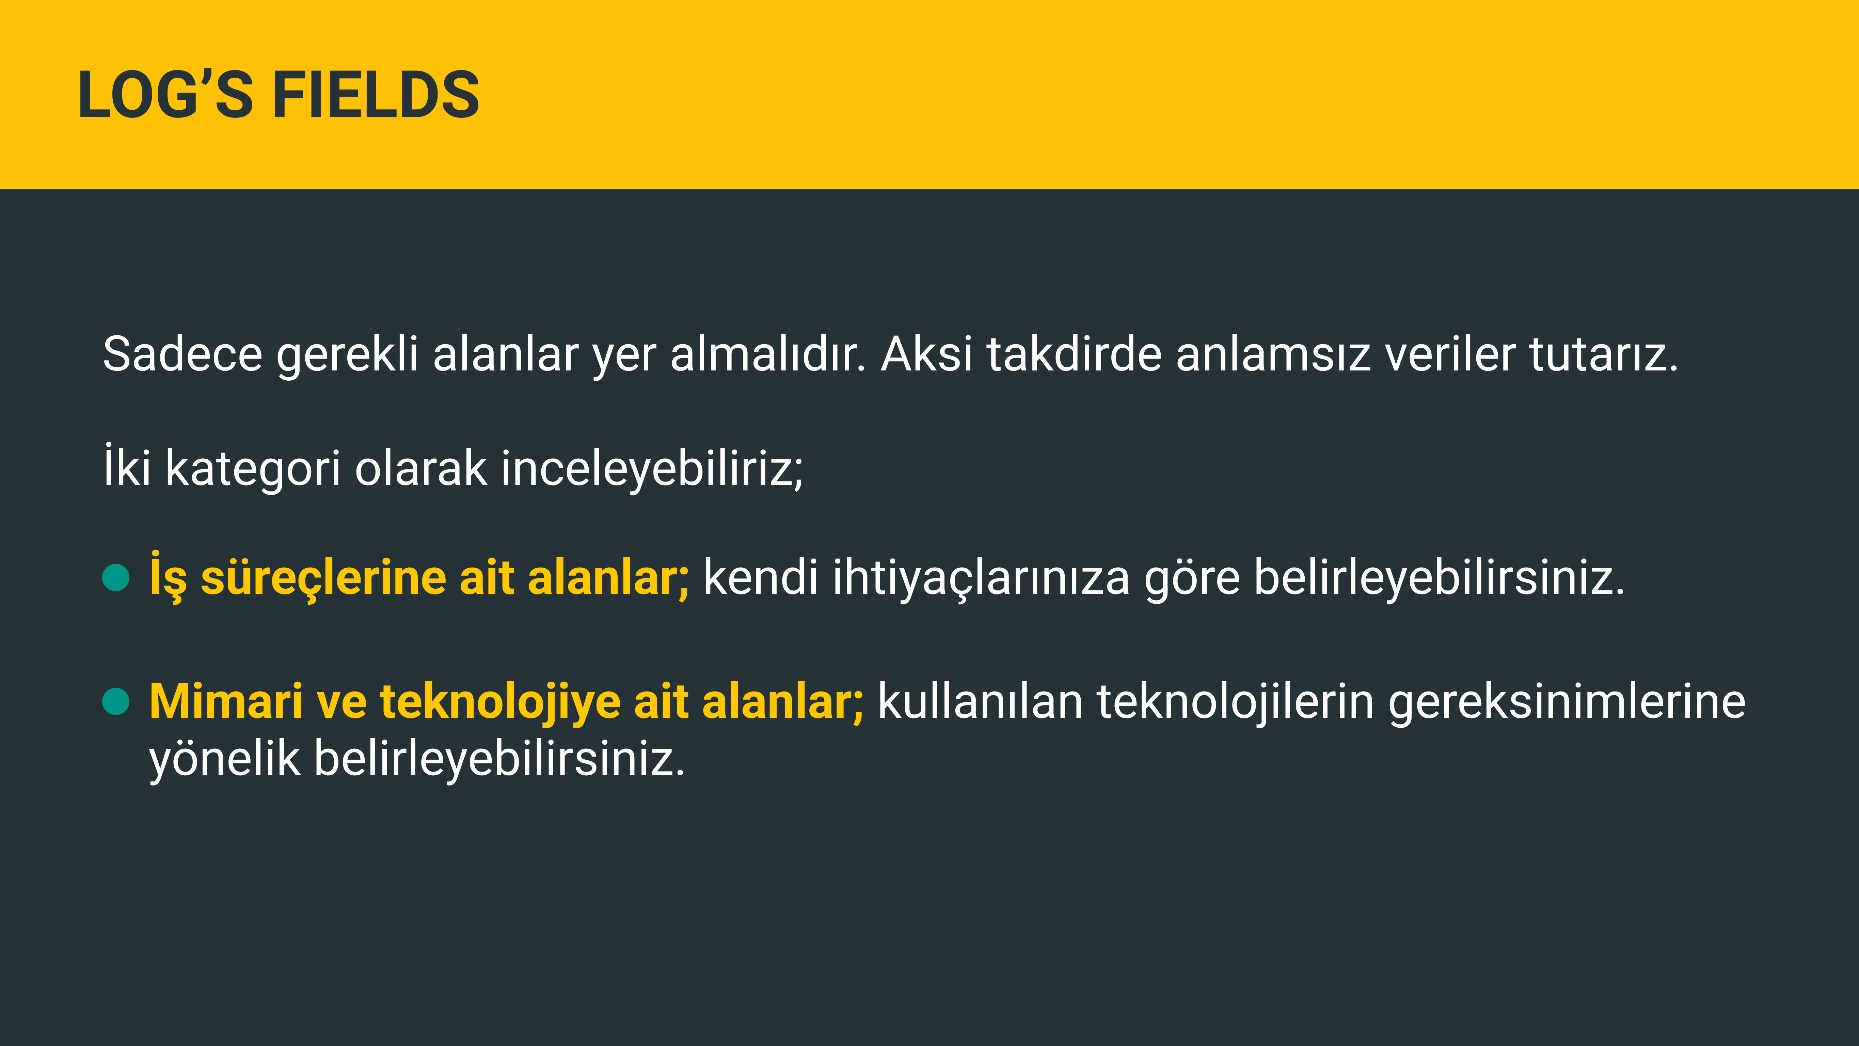 LOG’S FIELDS
Sadece gerekli alanlar yer almalıdır. Aksi takdirde anlamsız veriler tutarız.
İki kategori olarak inceleyebiliriz;
İş süreçlerine ait alanlar; kendi ihtiyaçlarınıza göre belirleyebilirsiniz.
Mimari ve teknolojiye ait alanlar; kullanılan teknolojilerin gereksinimlerine
yönelik belirleyebilirsiniz.